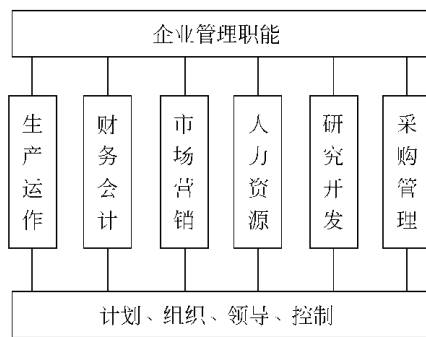 企业管理职能
生产运作
财务会计
市场营销
人力资源
研究开发
采购管理
计划、组织、领导、控制